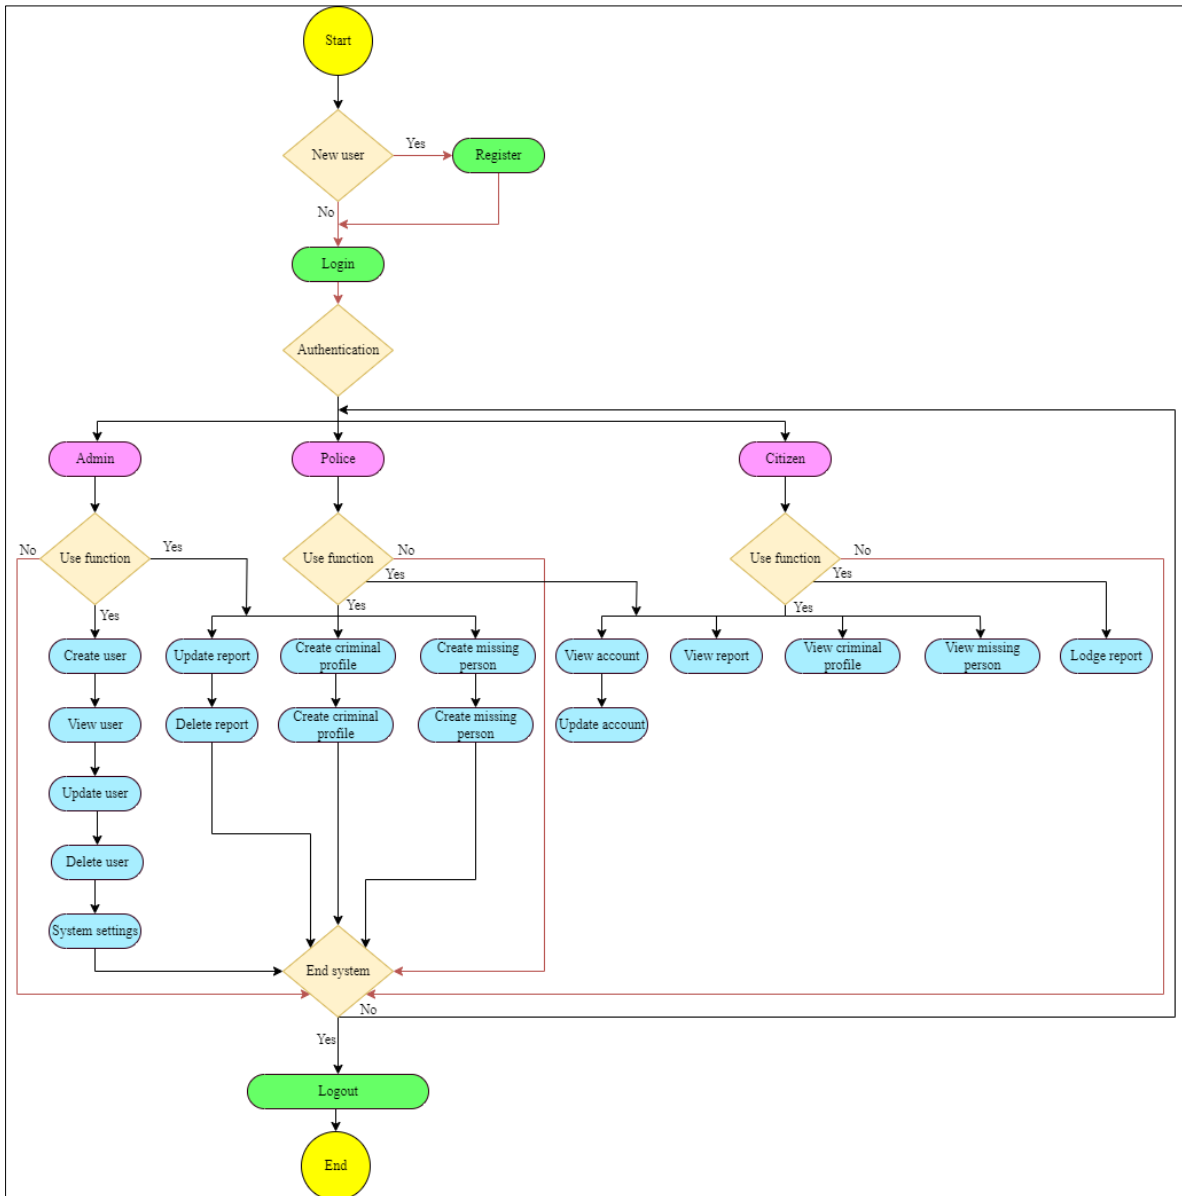 Start
New user
Yes
Register
No
Login
Authentication
Admin
Police
Citizen
No
Use function
Yes
Use function
No
Yes
Use function
No
Yes
Yes
Yes
Yes
Create user
Update report
Create criminal
profile
Create missing
person
View account
View report
View criminal
profile
View missing
person
Lodge report
View user
Delete report
Create criminal
profile
Create missing
person
Update account
Update user
Delete user
System settings
End system
No
Yes
Logout
End